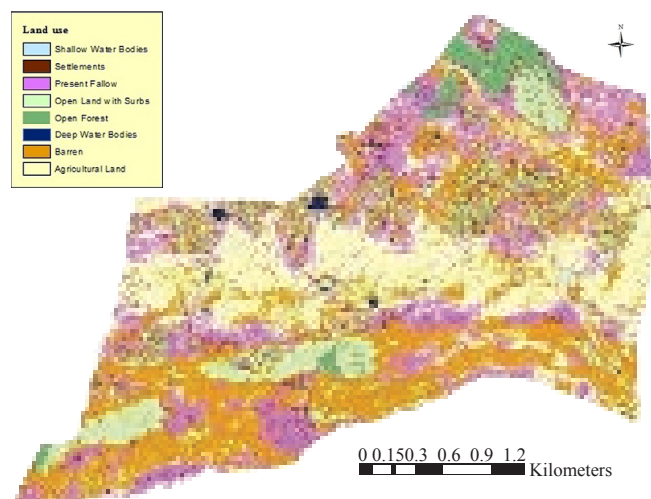 Land use
Shallow Water Bodies
Settlements
Present Fallow
Open Land with Surbs
Open Forest
Deep Water Bodies
Barren
Agricultural Land
N
0 0.150.3 0.6 0.9 1.2
Kilometers